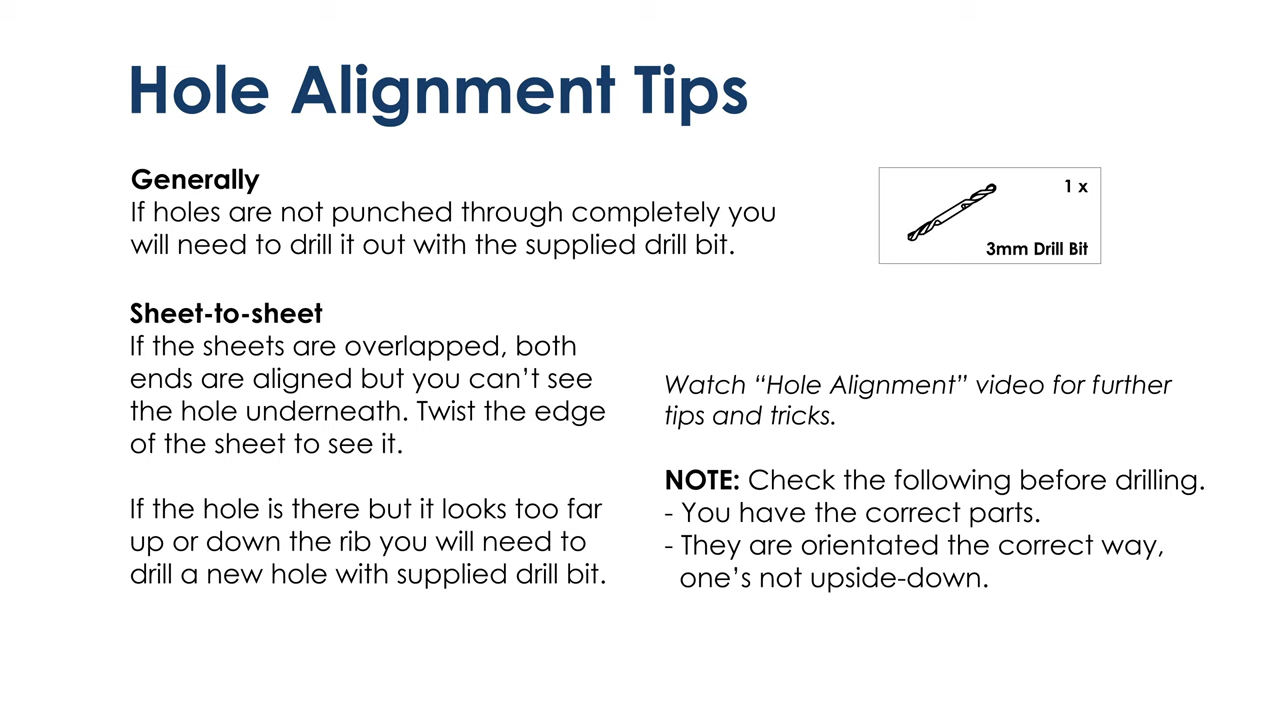 Hole Alignment Tips
Generally
If holes are not punched through completely you
will need to drill it out with the supplied drill bit.
1 x
3mm Drill Bit
Sheet-to-sheet
If the sheets are overlapped, both
ends are aligned but you can’t see
the hole underneath. Twist the edge
of the sheet to see it.
If the hole is there but it looks too far
up or down the rib you will need to
drill a new hole with supplied drill bit.
Watch “Hole Alignment” video for further
tips and tricks.
NOTE: Check the following before drilling.
- You have the correct parts.
- They are orientated the correct way,
one’s not upside-down.